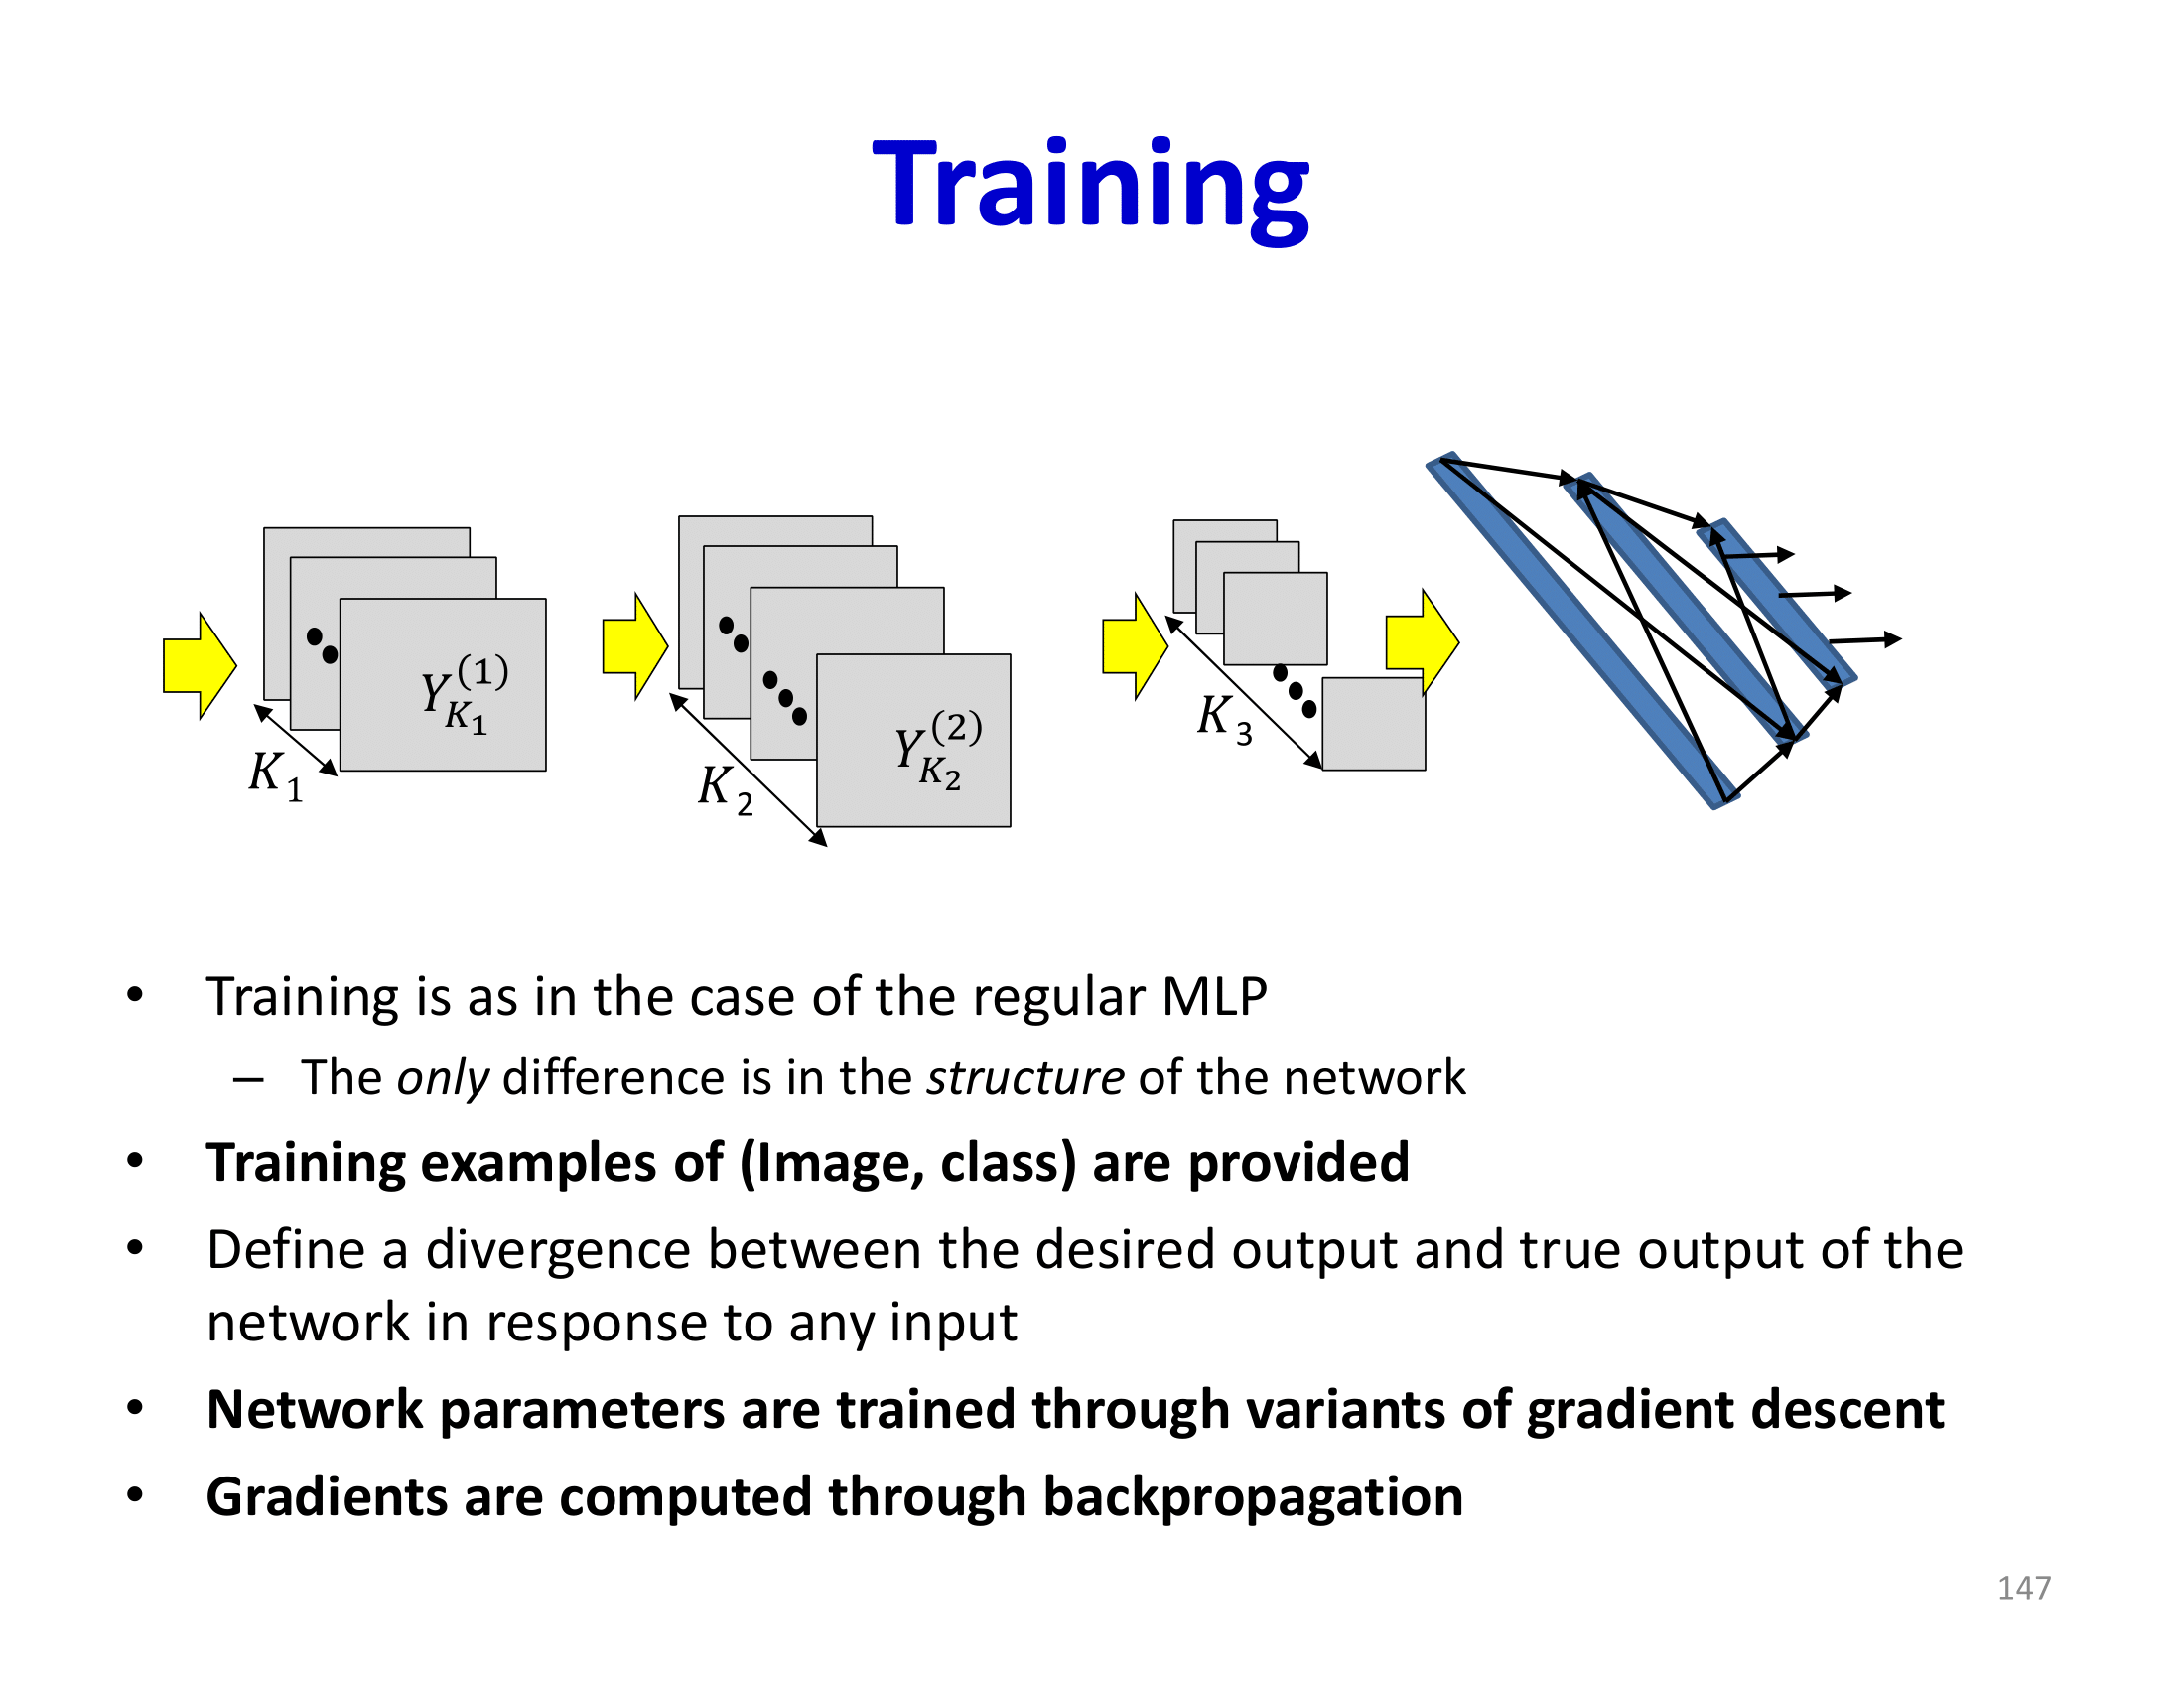 Training
Y_{K_1}^{(1)}
K_1
Y_{K_2}^{(2)}
K_2
K_3
• Training is as in the case of the regular MLP
– The only difference is in the structure of the network
• Training examples of (Image, class) are provided
• Define a divergence between the desired output and true output of the
network in response to any input
• Network parameters are trained through variants of gradient descent
• Gradients are computed through backpropagation
147